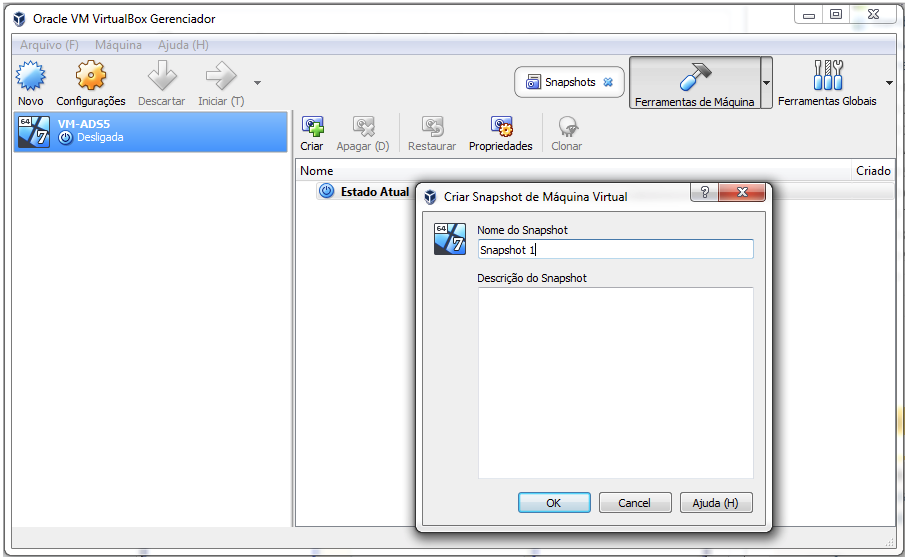 Oracle VM VirtualBox Gerenciador
Arquivo (F) Máquina Ajuda (H)
Novo Configurações Descartar Iniciar (T) Snapshots Ferramentas de Máquina Ferramentas Globais
64 7 VM-ADS5
Desligada
Criar Apagar (D) Restaurar Propriedades Clonar
Nome Criado
Estado Atual
Criar Snapshot de Máquina Virtual ?
64 7 Nome do Snapshot
Snapshot 1
Descrição do Snapshot
OK Cancel Ajuda (H)